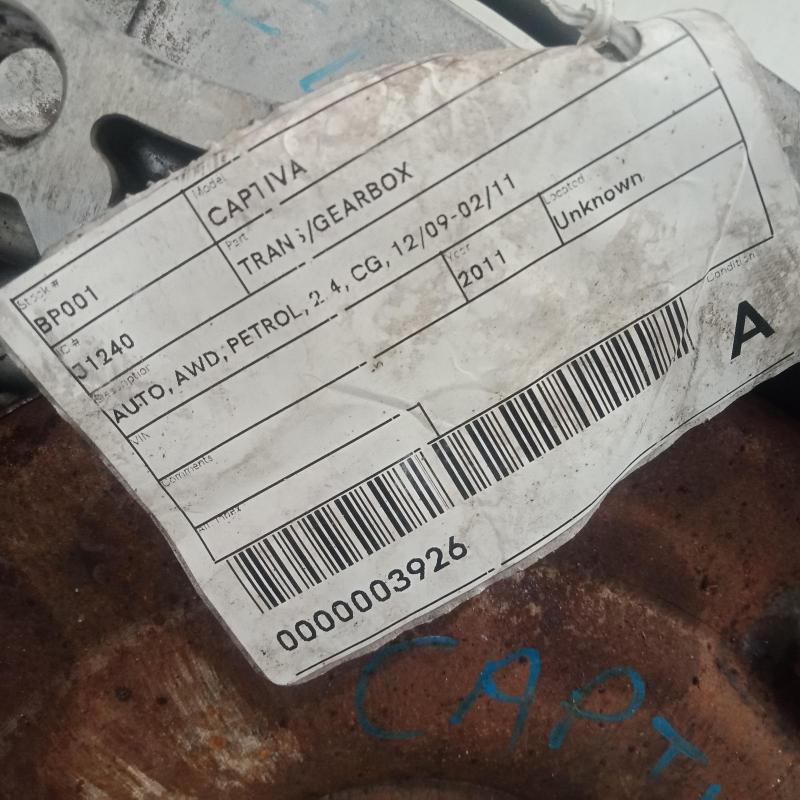 Stock#
BP001
Model
CAPTIVA
IC #
J1240
Part
TRANS/GEARBOX
Description
AUTO, AWD, PETROL, 2.4, CG, 12/09-02/11
Year
2011
Located
Unknown
VIN
Comments
Condition
A
0000003926
CAPTI